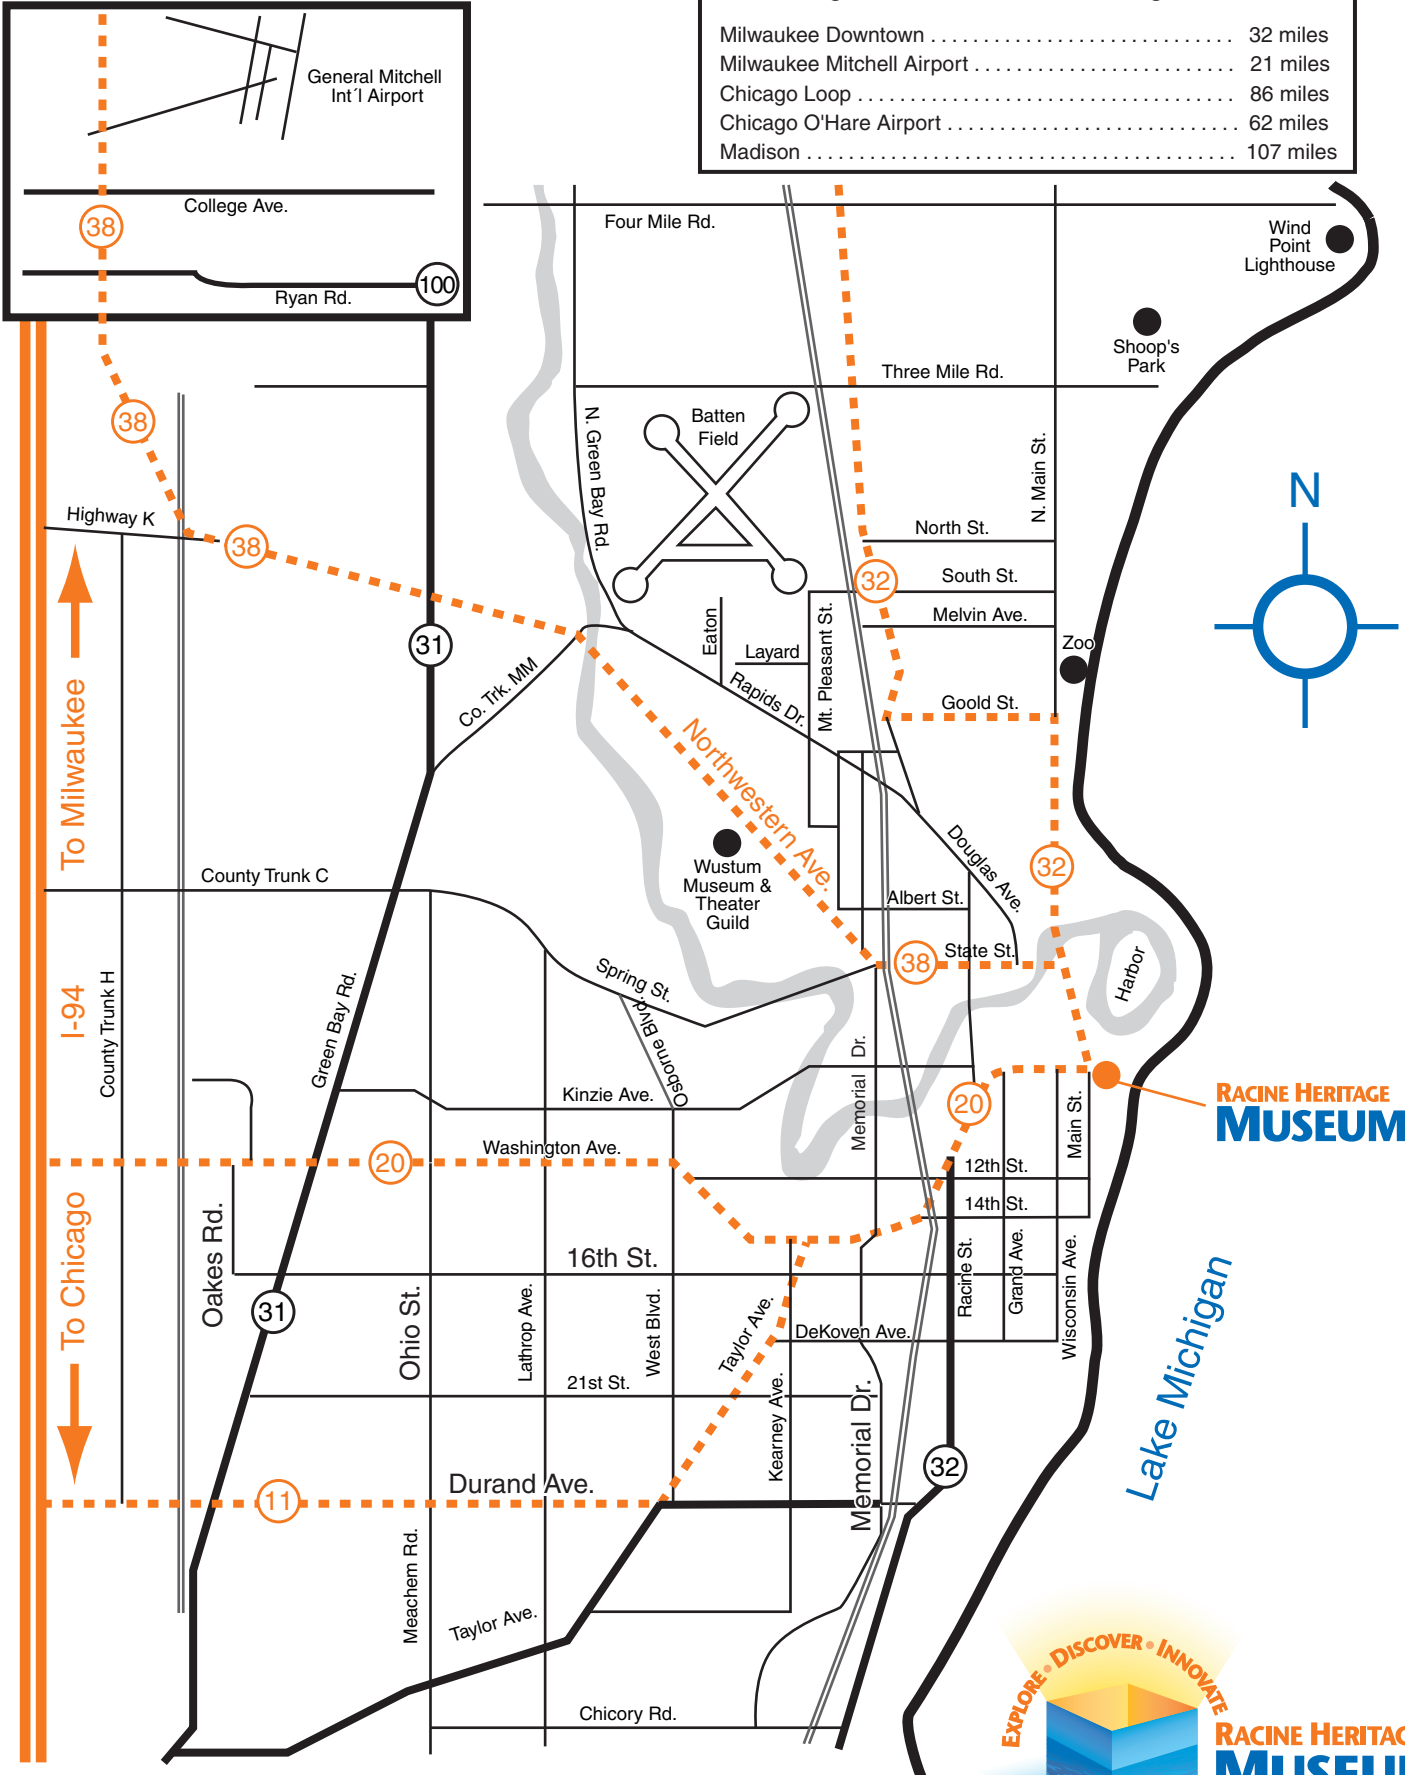 General Mitchell
Int´l Airport
College Ave.
38
Ryan Rd.
100
Milwaukee Downtown . . . . . . . . . . . . . . . . . . . . . . . . . . . . . 32 miles
Milwaukee Mitchell Airport . . . . . . . . . . . . . . . . . . . . . . . . . 21 miles
Chicago Loop . . . . . . . . . . . . . . . . . . . . . . . . . . . . . . . . . . . . 86 miles
Chicago O'Hare Airport . . . . . . . . . . . . . . . . . . . . . . . . . . . . 62 miles
Madison . . . . . . . . . . . . . . . . . . . . . . . . . . . . . . . . . . . . . . . . . 107 miles
Four Mile Rd.
Wind
Point
Lighthouse
Shoop's
Park
Three Mile Rd.
38
Batten
Field
N. Green Bay Rd.
N. Main St.
N
Highway K
38
North St.
32
South St.
Melvin Ave.
31
Eaton
Layard
Mt. Pleasant St.
Zoo
Co. Trk. MM
Rapids Dr.
Goold St.
To Milwaukee
Northwestern Ave.
Wustum
Museum &
Theater
Guild
Douglas Ave.
32
County Trunk C
Albert St.
State St.
38
Harbor
Spring St.
Osborne Blvd.
I-94
County Trunk H
Green Bay Rd.
Memorial Dr.
Kinzie Ave.
20
Main St.
RACINE HERITAGE
MUSEUM
Washington Ave.
20
12th St.
14th St.
To Chicago
Oakes Rd.
16th St.
Racine St.
Grand Ave.
Wisconsin Ave.
31
Ohio St.
Lathrop Ave.
West Blvd.
Taylor Ave.
DeKoven Ave.
21st St.
Kearney Ave.
Memorial Dr.
Lake Michigan
32
Durand Ave.
11
Meachem Rd.
Taylor Ave.
Chicory Rd.
EXPLORE • DISCOVER • INNOVATE
RACINE HERITAG
MUSEUM